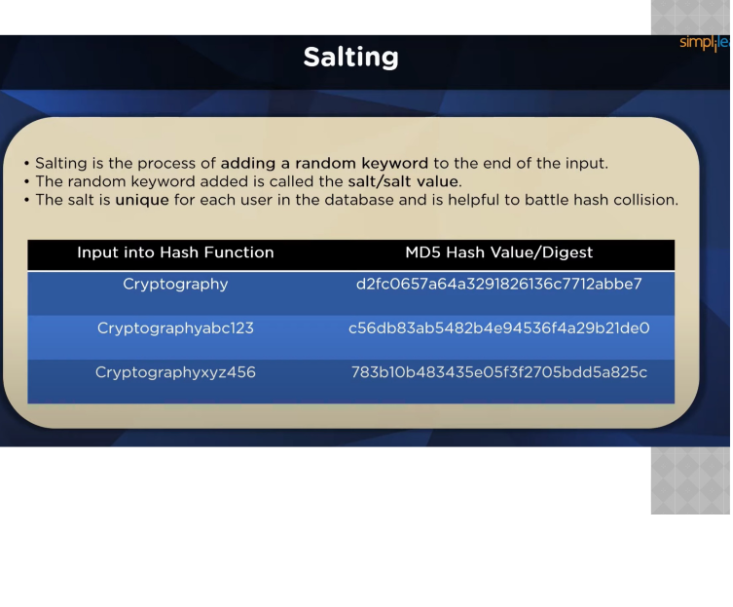 Salting
• Salting is the process of adding a random keyword to the end of the input.
• The random keyword added is called the salt/salt value.
• The salt is unique for each user in the database and is helpful to battle hash collision.
Input into Hash Function MD5 Hash Value/Digest
Cryptography d2fc0657a64a3291826136c7712abbe7
Cryptographyabc123 c56db83ab5482b4e94536f4a29b21de0
Cryptographyxyz456 783b10b483435e05f3f2705bdd5a825c